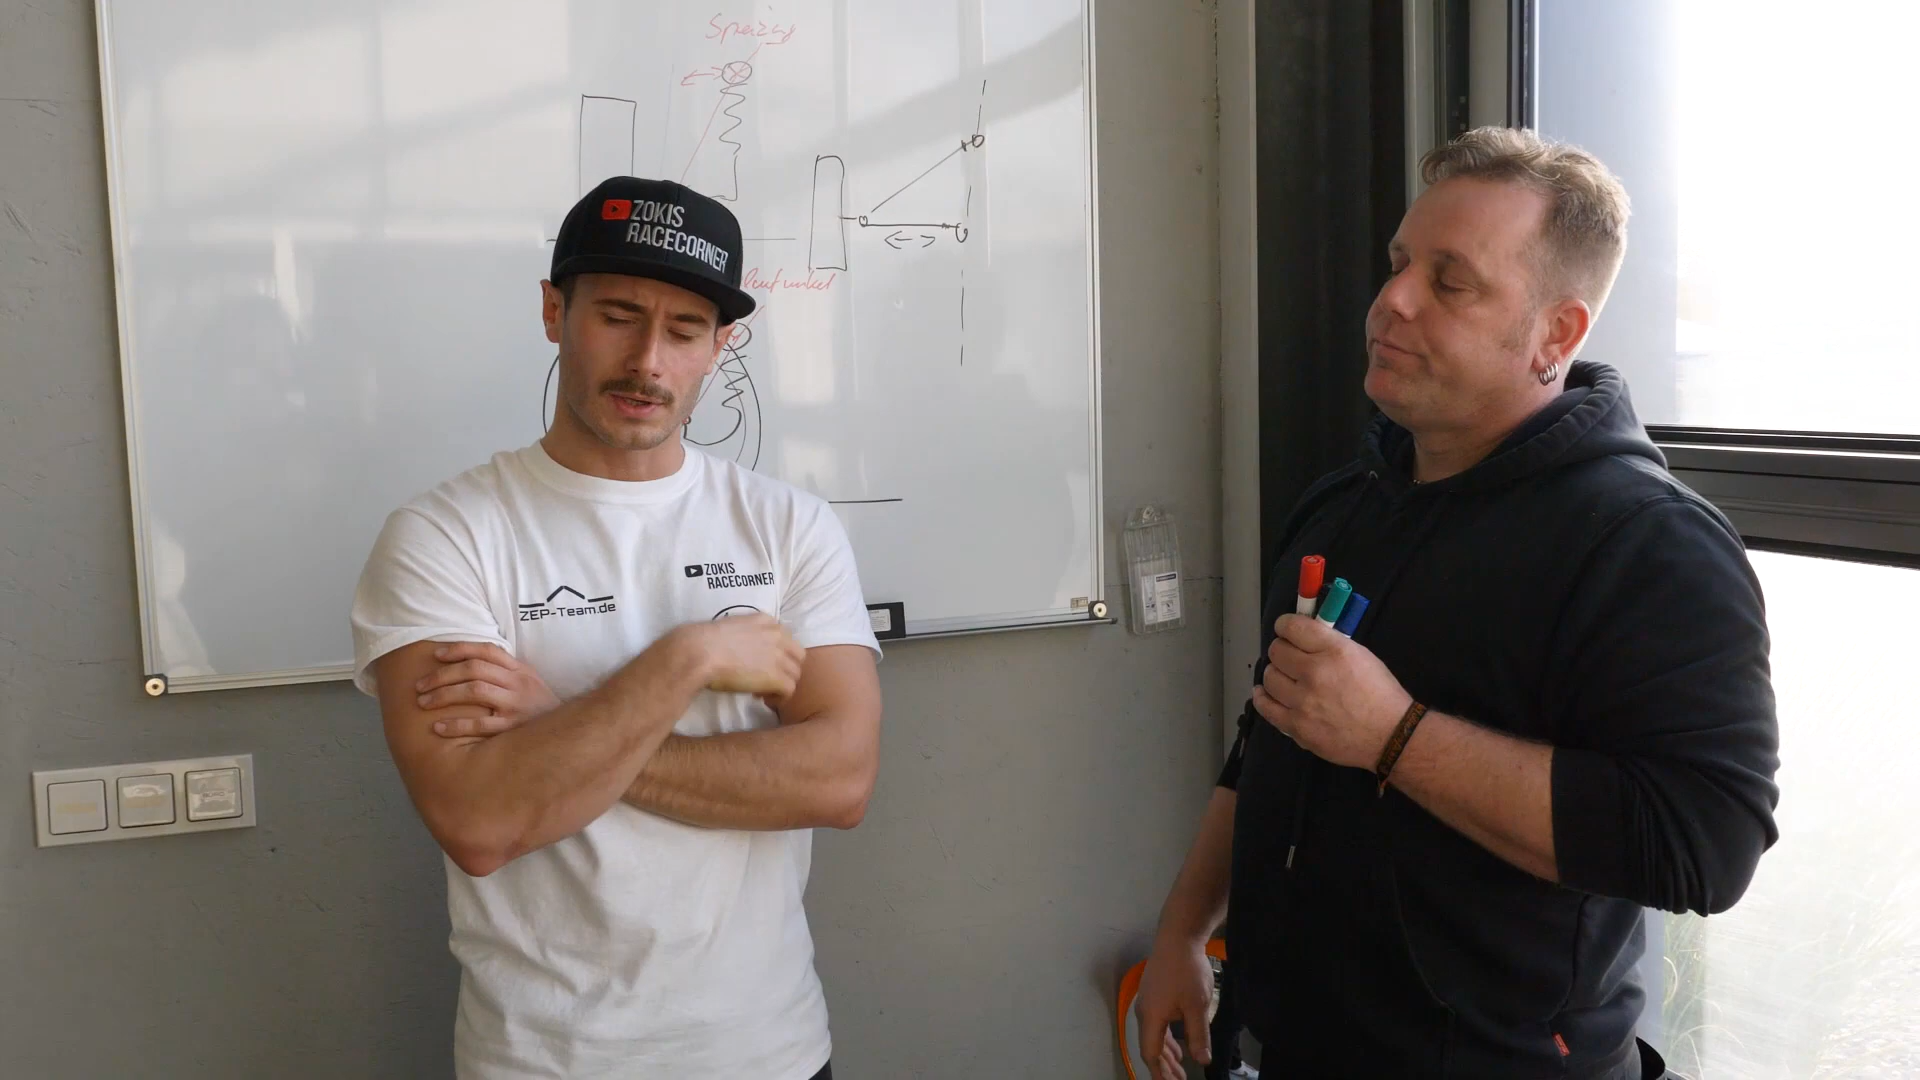 Spreizung
ZOKIS
RACECORNER
ZOKIS
RACECORNER
ZEP-Team.de